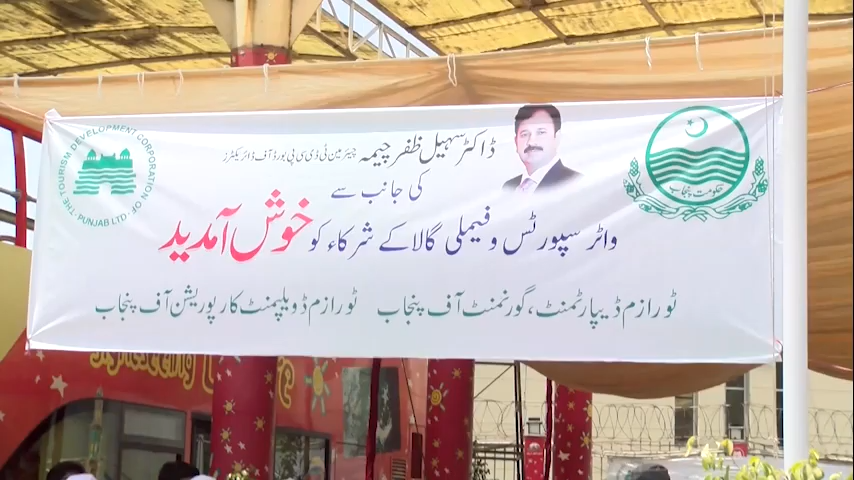 THE TOURISM DEVELOPMENT CORPORATION OF PUNJAB LTD.
ڈاکٹر سہیل ظفر چیمہ چیئرمین ٹی ڈی سی پی بورڈ آف ڈائریکٹرز
کی جانب سے
حکومت پنجاب
واٹر سپورٹس و فیملی گالا کے شرکاء کو خوش آمدید
ٹورازم ڈیپارٹمنٹ، گورنمنٹ آف پنجاب ٹورازم ڈویلپمنٹ کارپوریشن آف پنجاب